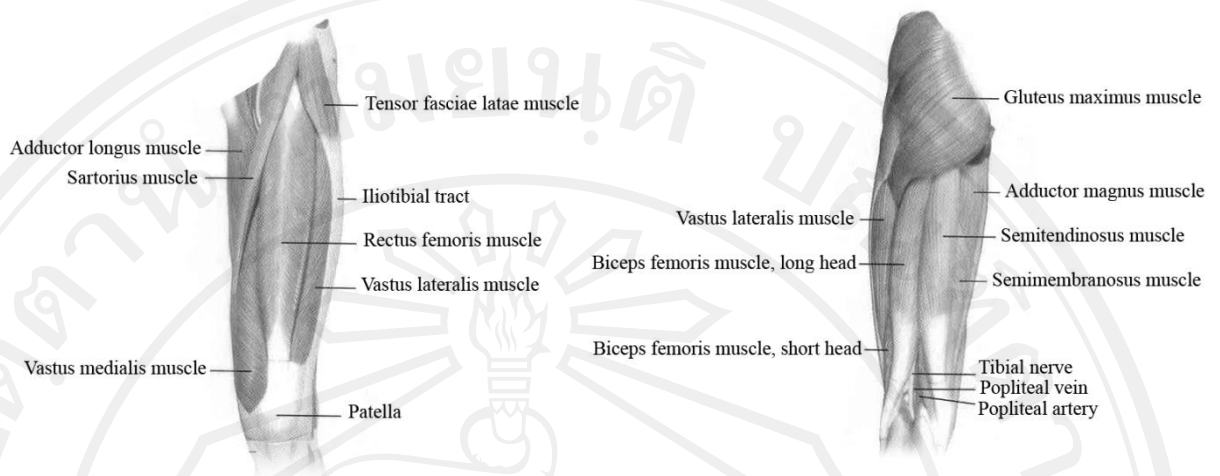 Tensor fasciae latae muscle
Adductor longus muscle
Sartorius muscle
Iliotibial tract
Rectus femoris muscle
Vastus lateralis muscle
Vastus medialis muscle
Patella
Gluteus maximus muscle
Adductor magnus muscle
Vastus lateralis muscle
Semitendinosus muscle
Biceps femoris muscle, long head
Semimembranosus muscle
Biceps femoris muscle, short head
Tibial nerve
Popliteal vein
Popliteal artery